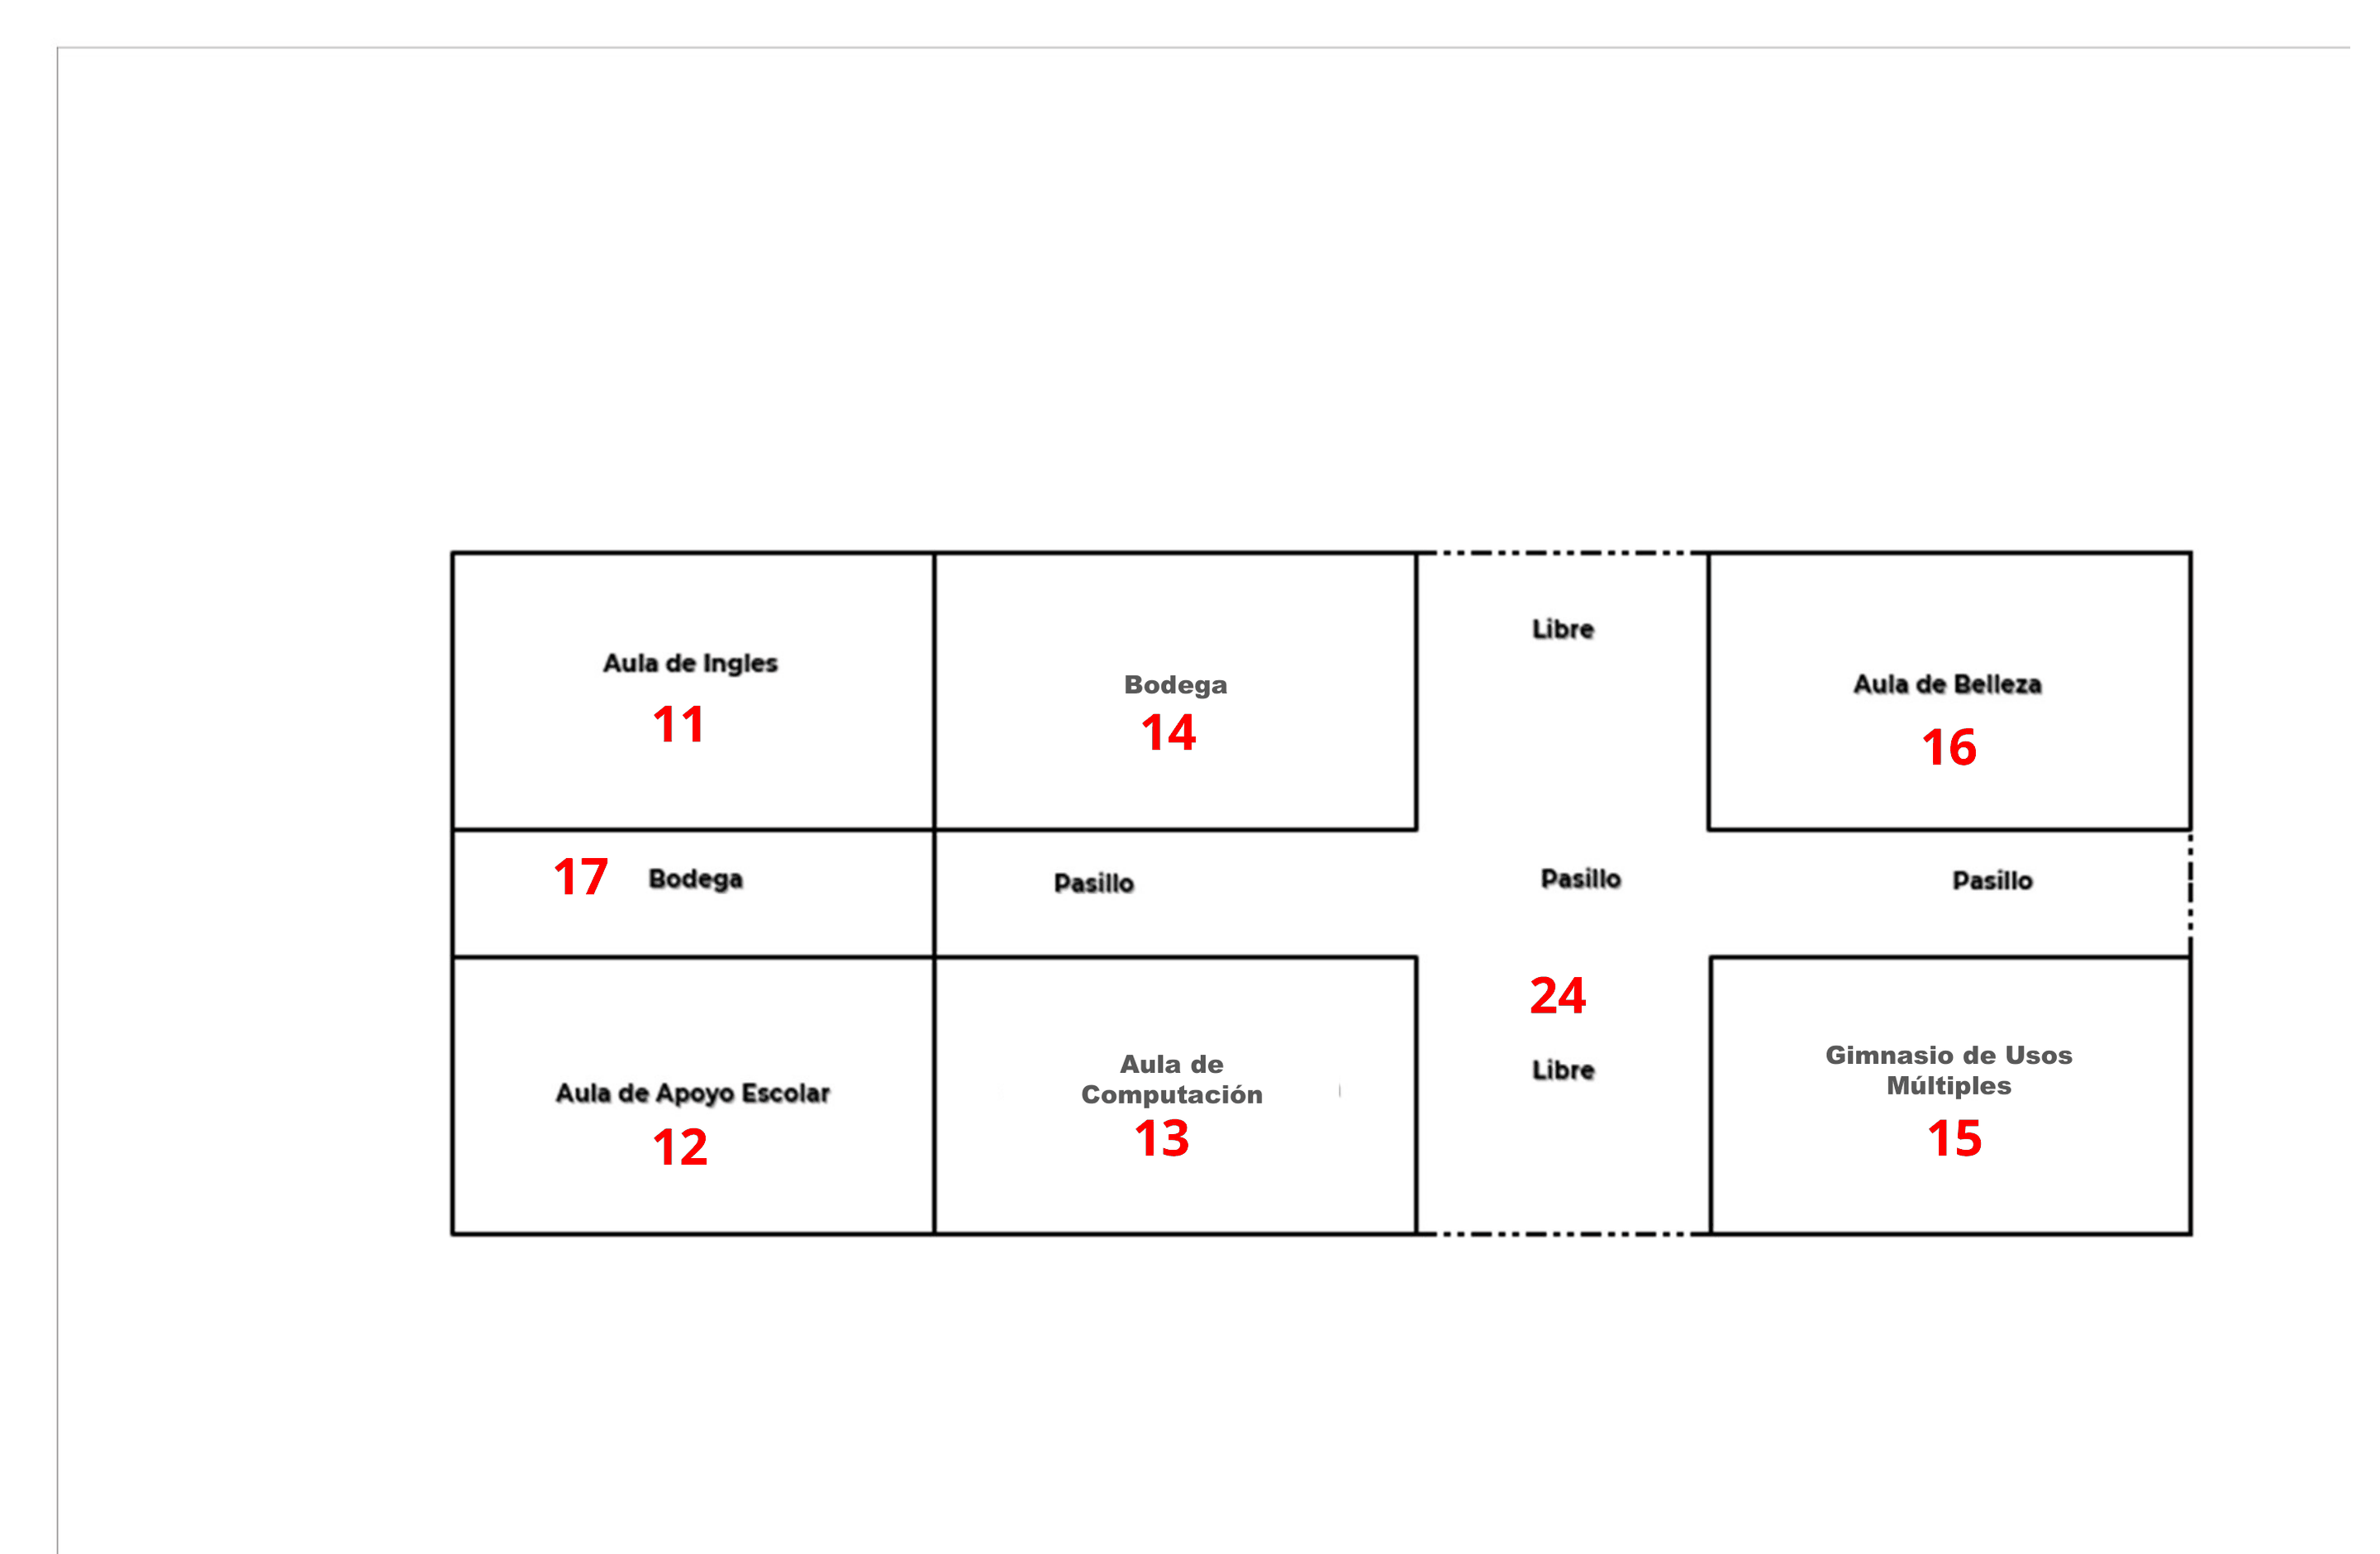 Aula de Ingles
11
Bodega
14
Libre
Aula de Belleza
16
17 Bodega
Pasillo
Pasillo
Pasillo
24
Libre
Aula de Apoyo Escolar
12
Aula de
Computación
13
Gimnasio de Usos
Múltiples
15